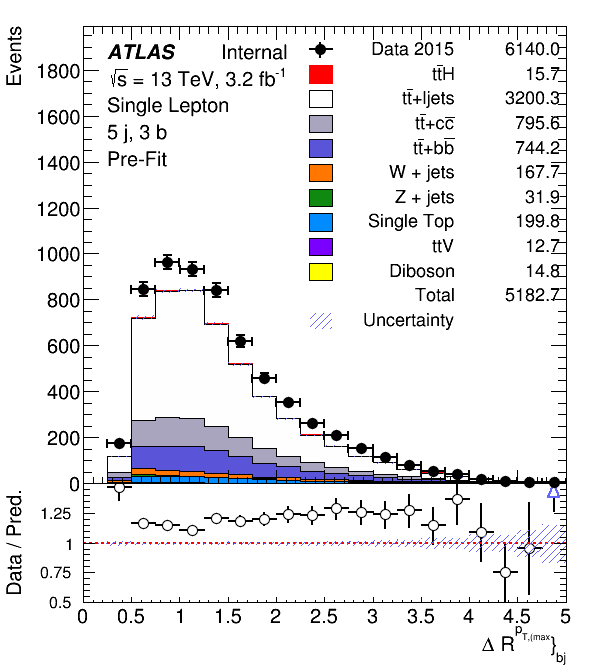 Events
1800
1600
1400
1200
1000
800
600
400
200
0
ATLAS Internal
√s = 13 TeV, 3.2 fb⁻¹
Single Lepton
5 j, 3 b
Pre-Fit
Data 2015 6140.0
tt̄H 15.7
tt̄+ljets 3200.3
tt̄+cc̄ 795.6
tt̄+bb̄ 744.2
W + jets 167.7
Z + jets 31.9
Single Top 199.8
ttV 12.7
Diboson 14.8
Total 5182.7
Uncertainty
Data / Pred.
1.25
1
0.75
0.5
0 0.5 1 1.5 2 2.5 3 3.5 4 4.5 5
Δ R^{p_{T,(max}}}_{bj}